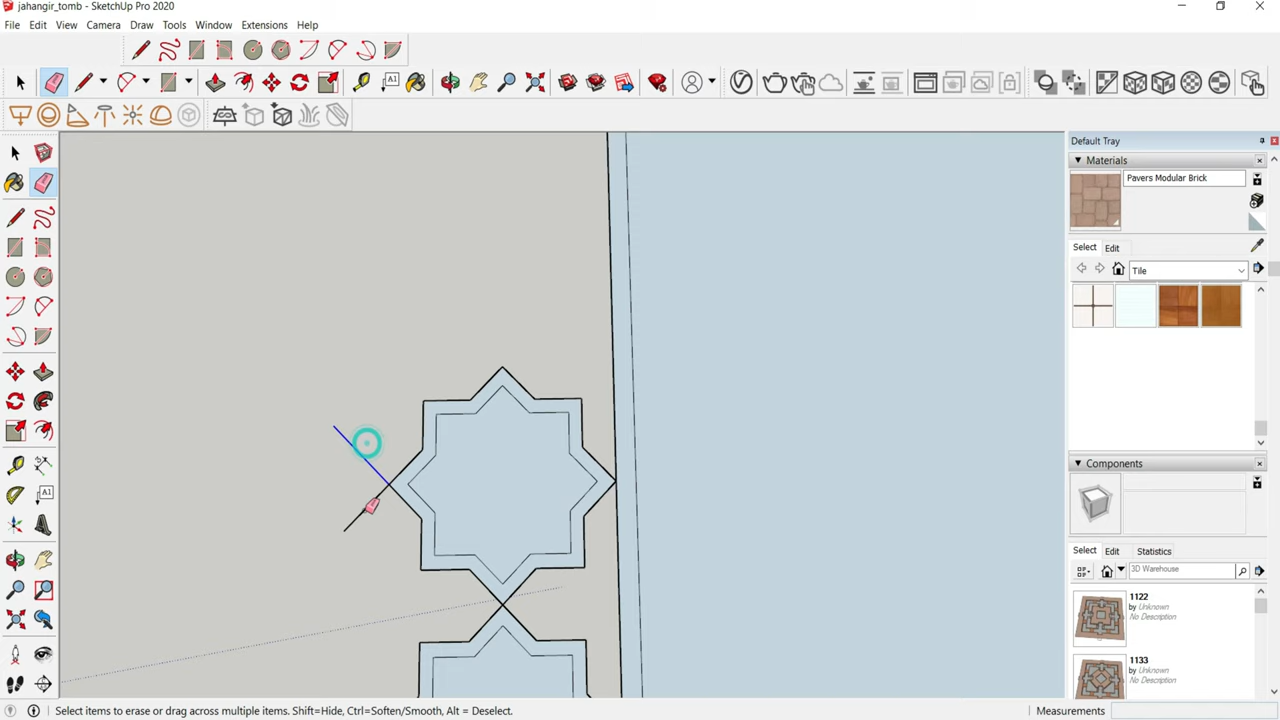 jahangir_tomb - SketchUp Pro 2020
File Edit View Camera Draw Tools Window Extensions Help
Default Tray
Materials
Pavers Modular Brick
Select Edit
Tile
Components
Select Edit Statistics
3D Warehouse
1122
by Unknown
No Description
1133
by Unknown
No Description
Select items to erase or drag across multiple items. Shift=Hide, Ctrl=Soften/Smooth, Alt = Deselect.
Measurements